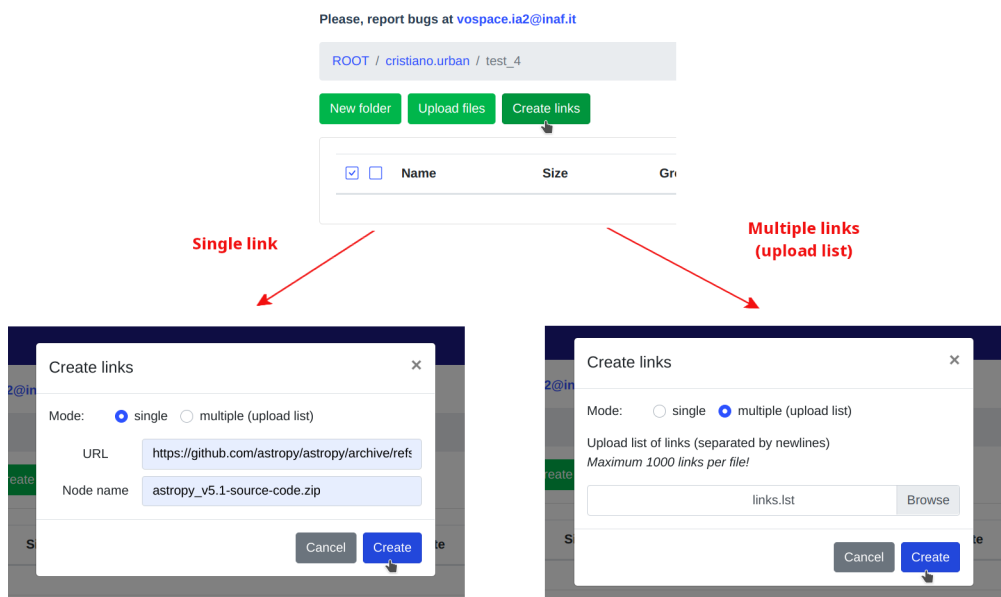 Please, report bugs at vospace.ia2@inaf.it
ROOT / cristiano.urban / test_4
New folder Upload files Create links
Name Size
Single link
Multiple links
(upload list)
Create links ×
Mode: single multiple (upload list)
URL https://github.com/astropy/astropy/archive/refs
Node name astropy_v5.1-source-code.zip
Cancel Create
Create links ×
Mode: single multiple (upload list)
Upload list of links (separated by newlines)
Maximum 1000 links per file!
links.lst Browse
Cancel Create